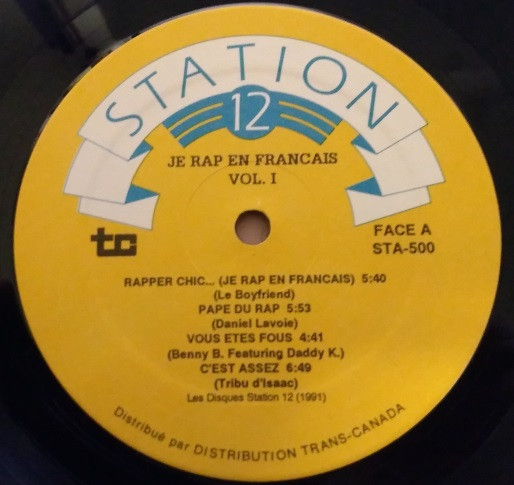 STATION
12
JE RAP EN FRANCAIS
VOL. I
tc
FACE A
STA-500
RAPPER CHIC... (JE RAP EN FRANCAIS) 5:40
(Le Boyfriend)
PAPE DU RAP 5:53
(Daniel Lavoie)
VOUS ETES FOUS 4:41
(Benny B. Featuring Daddy K.)
C'EST ASSEZ 6:49
(Tribu d'Isaac)
Les Disques Station 12 (1991)
Distribué par DISTRIBUTION TRANS-CANADA